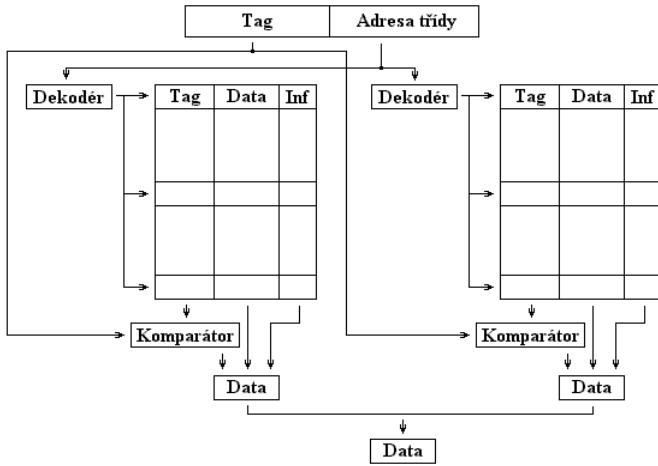 Tag Adresa třídy
Dekodér Tag Data Inf Dekodér Tag Data Inf
Komparátor Komparátor
Data Data
Data